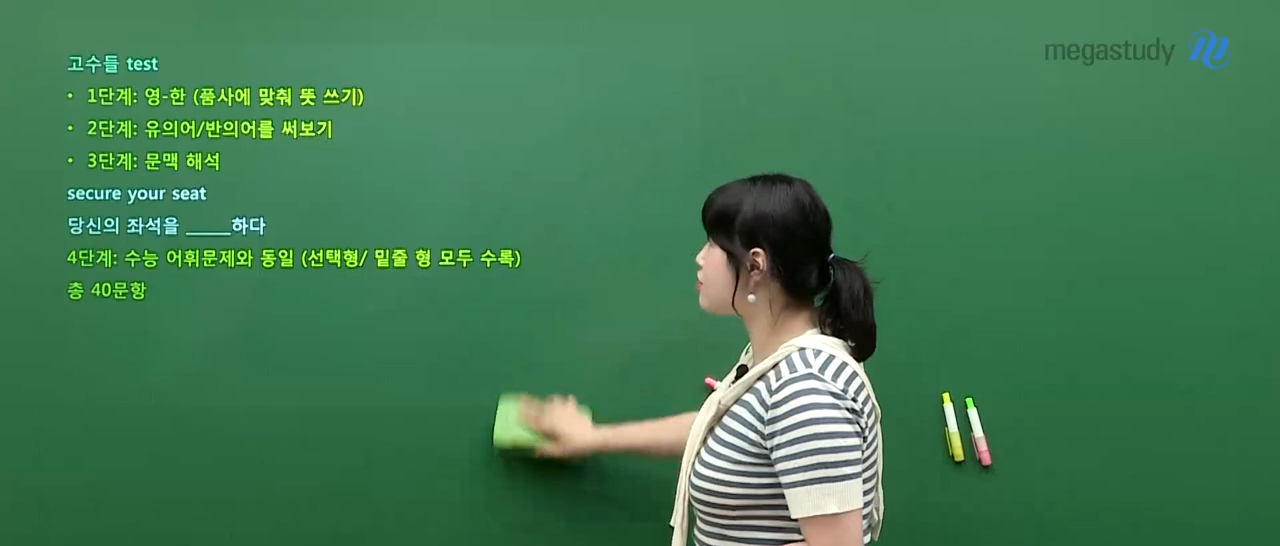 megastudy
고수들 test
• 1단계: 영-한 (품사에 맞춰 뜻 쓰기)
• 2단계: 유의어/반의어를 써보기
• 3단계: 문맥 해석
secure your seat
당신의 좌석을 _____하다
4단계: 수능 어휘문제와 동일 (선택형/ 밑줄 형 모두 수록)
총 40문항